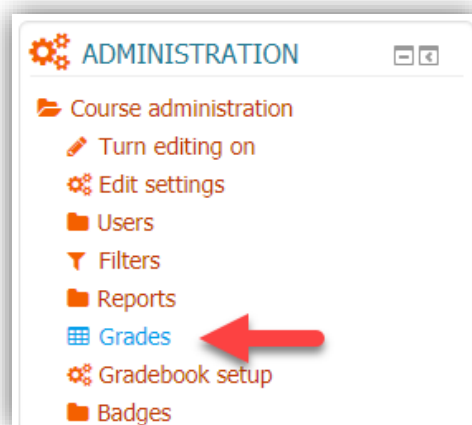 ADMINISTRATION
Course administration
Turn editing on
Edit settings
Users
Filters
Reports
Grades
Gradebook setup
Badges